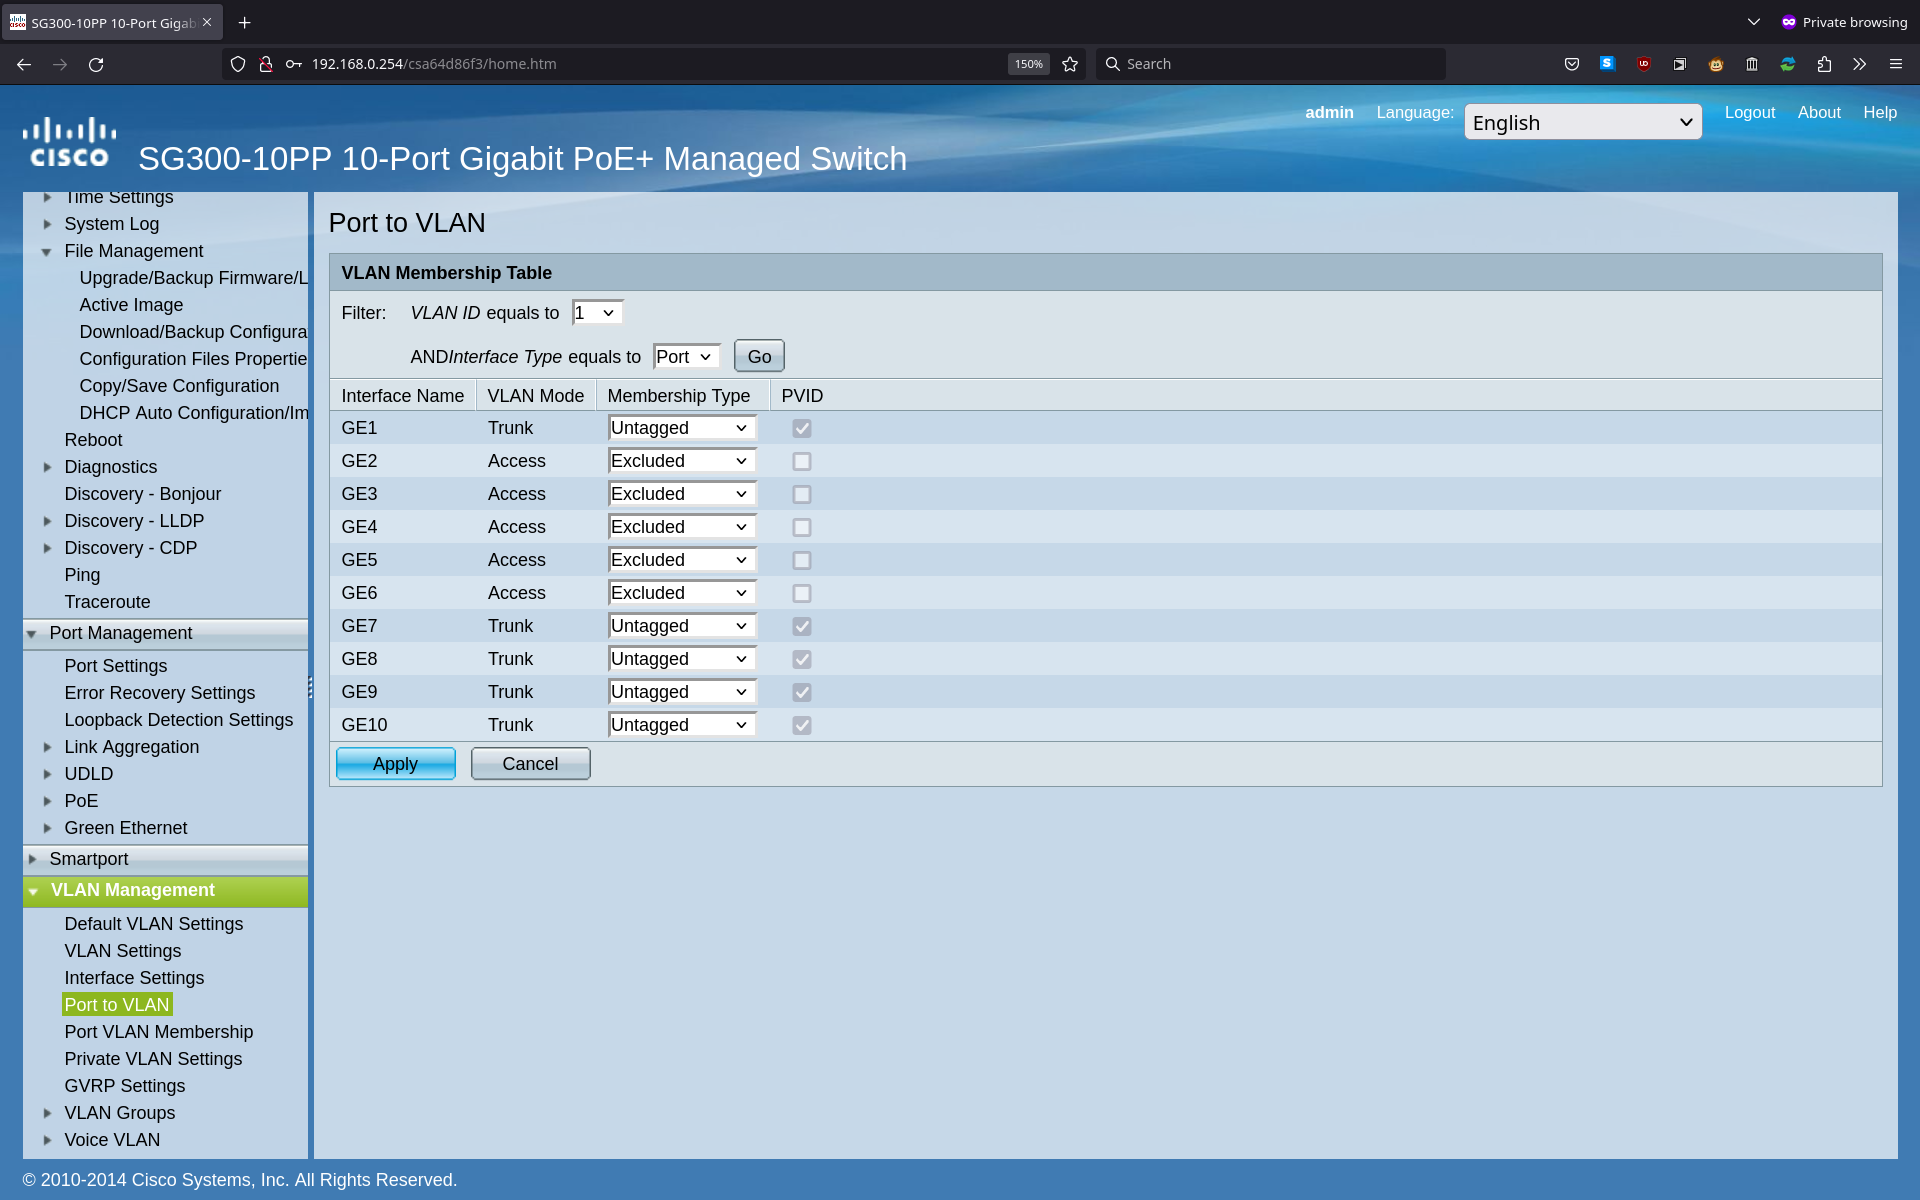 SG300-10PP 10-Port Gigab
Private browsing
192.168.0.254/csa64d86f3/home.htm
150%
Search
admin Language: English Logout About Help
CISCO
SG300-10PP 10-Port Gigabit PoE+ Managed Switch
Time Settings
System Log
File Management
Upgrade/Backup Firmware/L
Active Image
Download/Backup Configura
Configuration Files Propertie
Copy/Save Configuration
DHCP Auto Configuration/Im
Reboot
Diagnostics
Discovery - Bonjour
Discovery - LLDP
Discovery - CDP
Ping
Traceroute
Port Management
Port Settings
Error Recovery Settings
Loopback Detection Settings
Link Aggregation
UDLD
PoE
Green Ethernet
Smartport
VLAN Management
Default VLAN Settings
VLAN Settings
Interface Settings
Port to VLAN
Port VLAN Membership
Private VLAN Settings
GVRP Settings
VLAN Groups
Voice VLAN
Port to VLAN
VLAN Membership Table
Filter: VLAN ID equals to 1
ANDInterface Type equals to Port Go
Interface Name VLAN Mode Membership Type PVID
GE1 Trunk Untagged
GE2 Access Excluded
GE3 Access Excluded
GE4 Access Excluded
GE5 Access Excluded
GE6 Access Excluded
GE7 Trunk Untagged
GE8 Trunk Untagged
GE9 Trunk Untagged
GE10 Trunk Untagged
Apply Cancel
© 2010-2014 Cisco Systems, Inc. All Rights Reserved.